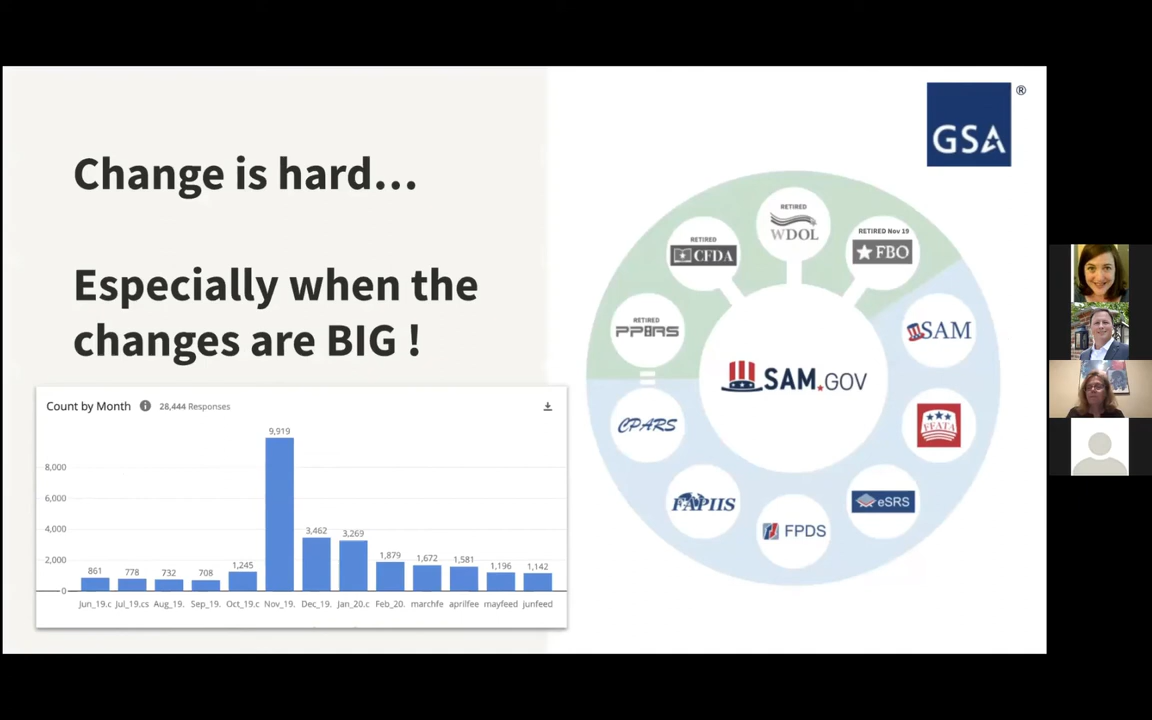 Change is hard...
Especially when the
changes are BIG !
Count by Month 28,444 Responses
9,919
8,000
6,000
4,000
2,000
0
861
778
732
708
1,245
3,462
3,269
1,879
1,672
1,581
1,196
1,142
Jun_19.c
Jul_19.cs
Aug_19.
Sep_19.
Oct_19.c
Nov_19.
Dec_19.
Jan_20.c
Feb_20.
marchfe
aprilfee
mayfeed
junfeed
GSA
®
RETIRED
WDOL
RETIRED
CFDA
RETIRED Nov 19
FBO
RETIRED
PPIRS
SAM
SAM.GOV
CPARS
FFATA
FAPIIS
eSRS
FPDS